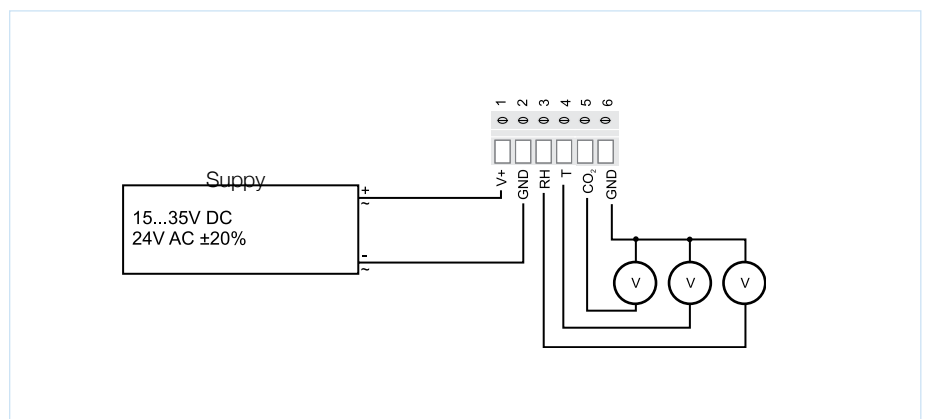 1 2 3 4 5 6
V+ GND RH T CO₂ GND
Suppy
+
~
15...35V DC
24V AC ±20%
-
~
V V V